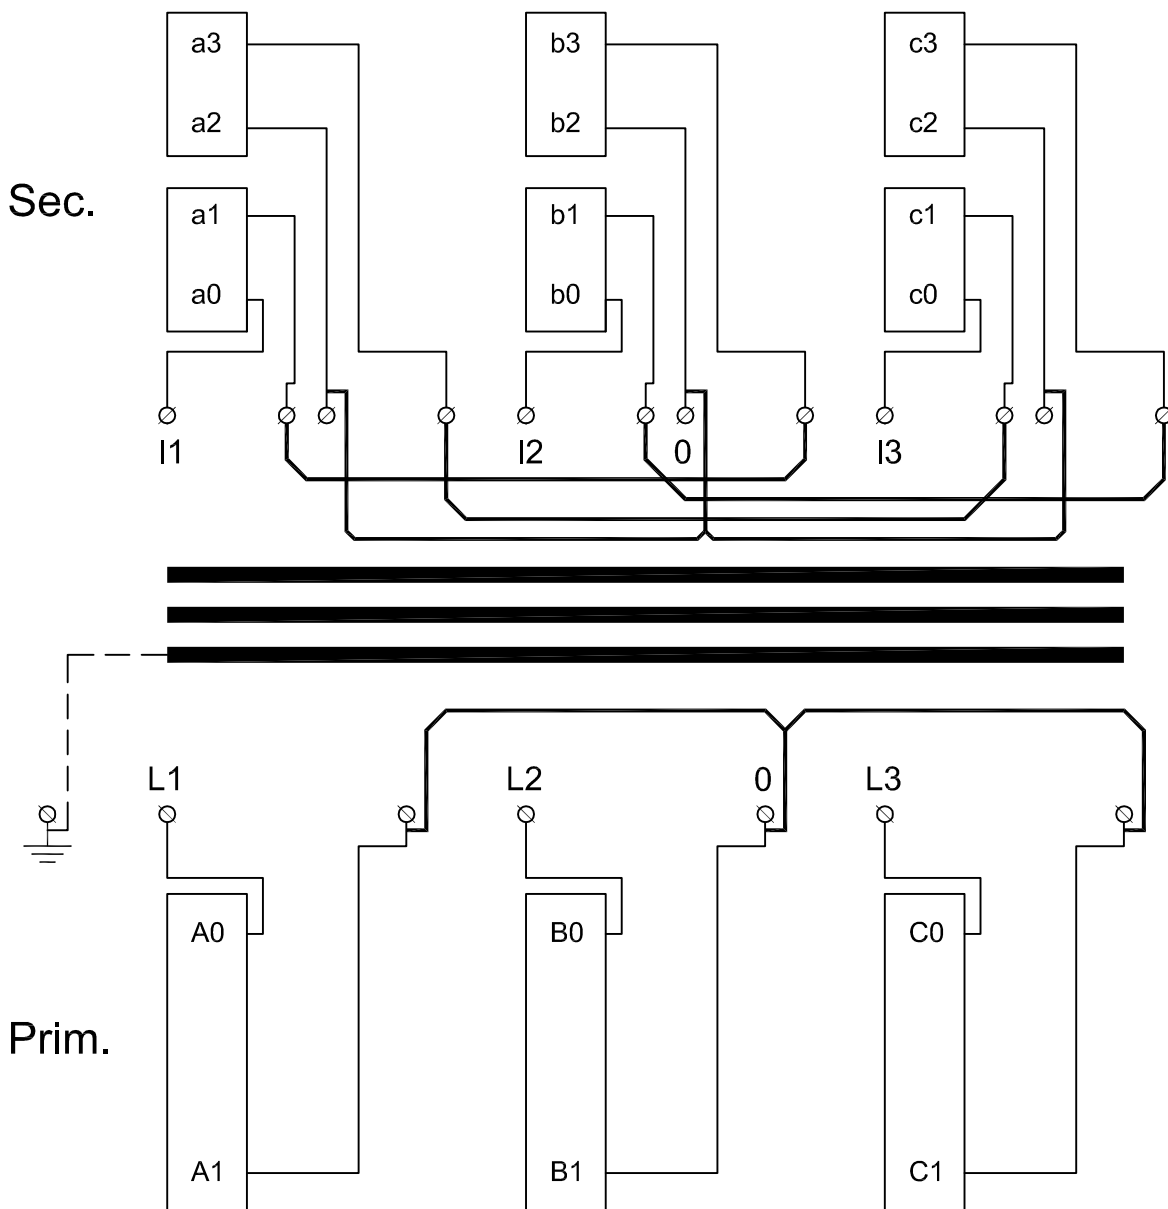 a3 b3 c3
a2 b2 c2
Sec.
a1 b1 c1
a0 b0 c0
I1 I2 0 I3
L1 L2 0 L3
A0 B0 C0
Prim.
A1 B1 C1